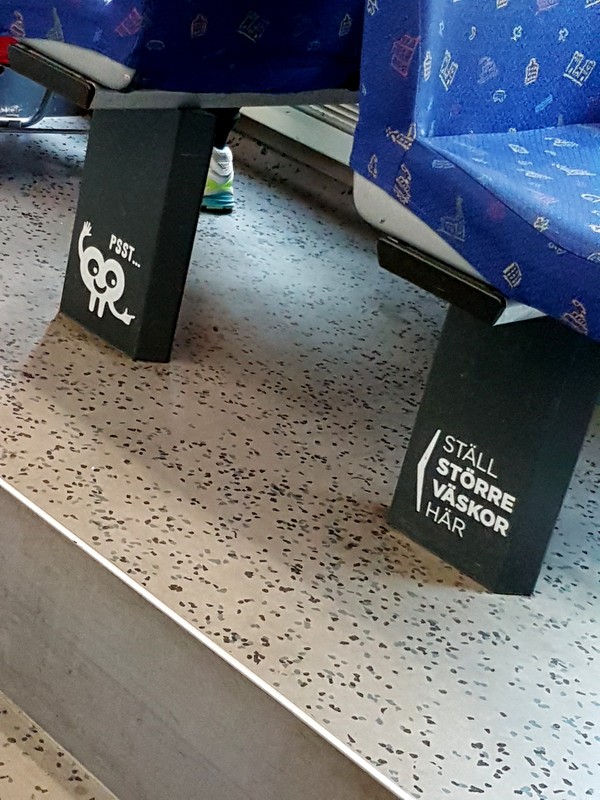 PSST...
STÄLL
STÖRRE
VÄSKOR
HÄR